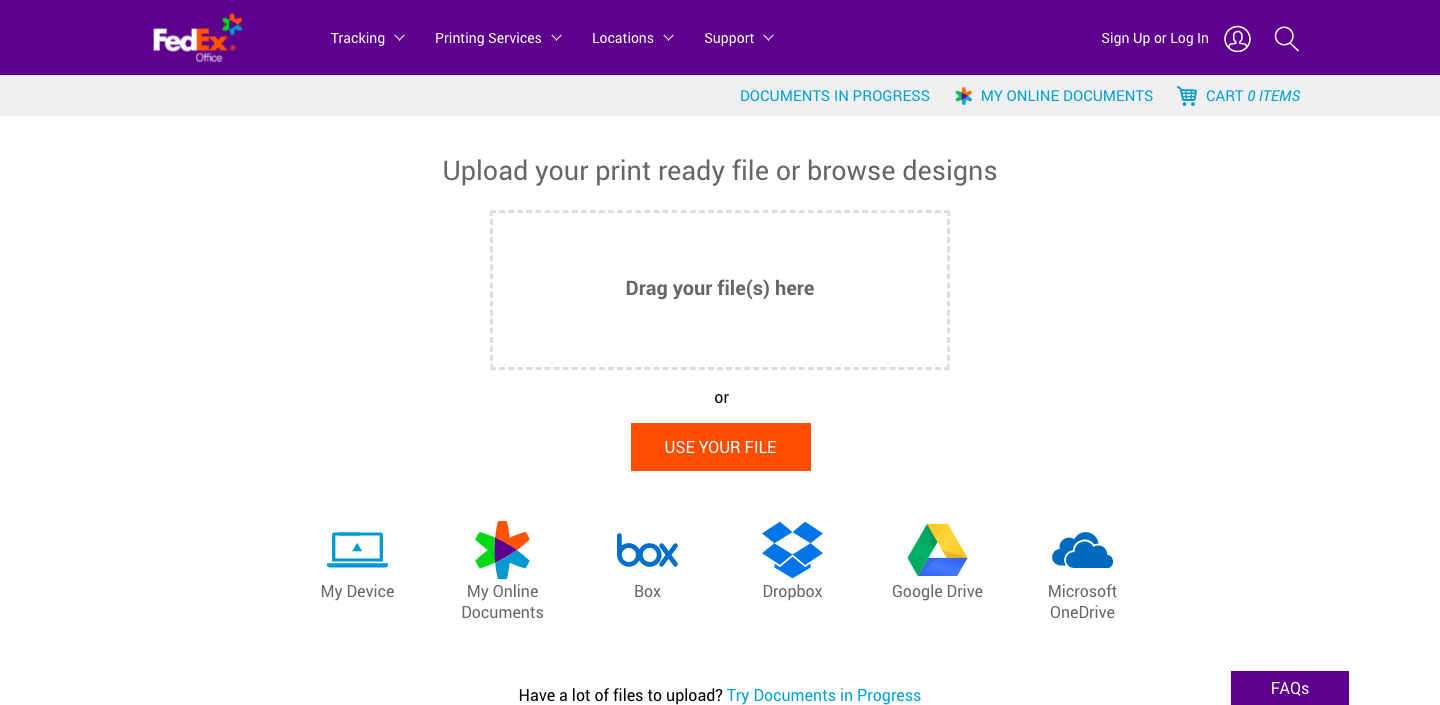 FedEx
Office
Tracking
Printing Services
Locations
Support
Sign Up or Log In
DOCUMENTS IN PROGRESS
MY ONLINE DOCUMENTS
CART 0 ITEMS
Upload your print ready file or browse designs
Drag your file(s) here
or
USE YOUR FILE
box
My Device
My Online
Documents
Box
Dropbox
Google Drive
Microsoft
OneDrive
Have a lot of files to upload? Try Documents in Progress
FAQs